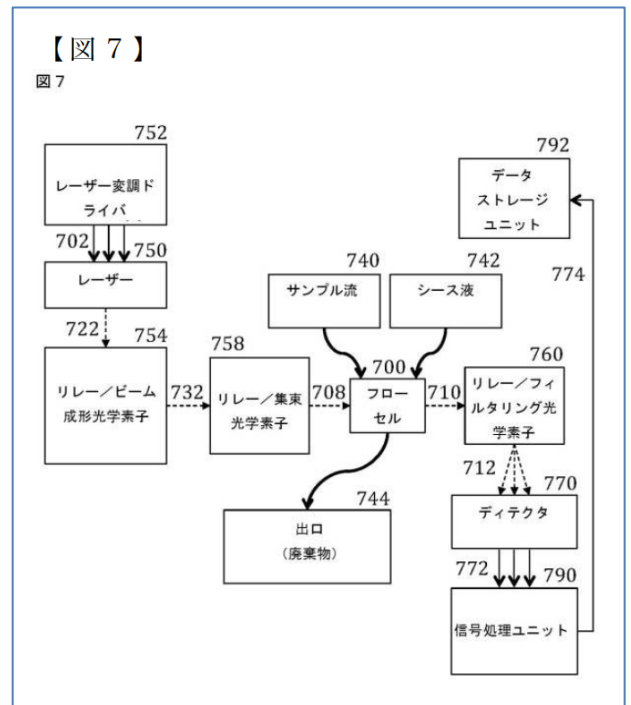 【図７】
図７
752
レーザー変調ド
ライバ
702
750
レーザー
722
754
リレー／ビーム
成形光学素子
732
758
リレー／集束
光学素子
708
740
サンプル流
742
シース液
700
フロー
セル
710
760
リレー／フィ
ルタリング光
学素子
712
770
ディテクタ
772
790
信号処理ユニット
774
792
データ
ストレージ
ユニット
744
出口
（廃棄物）